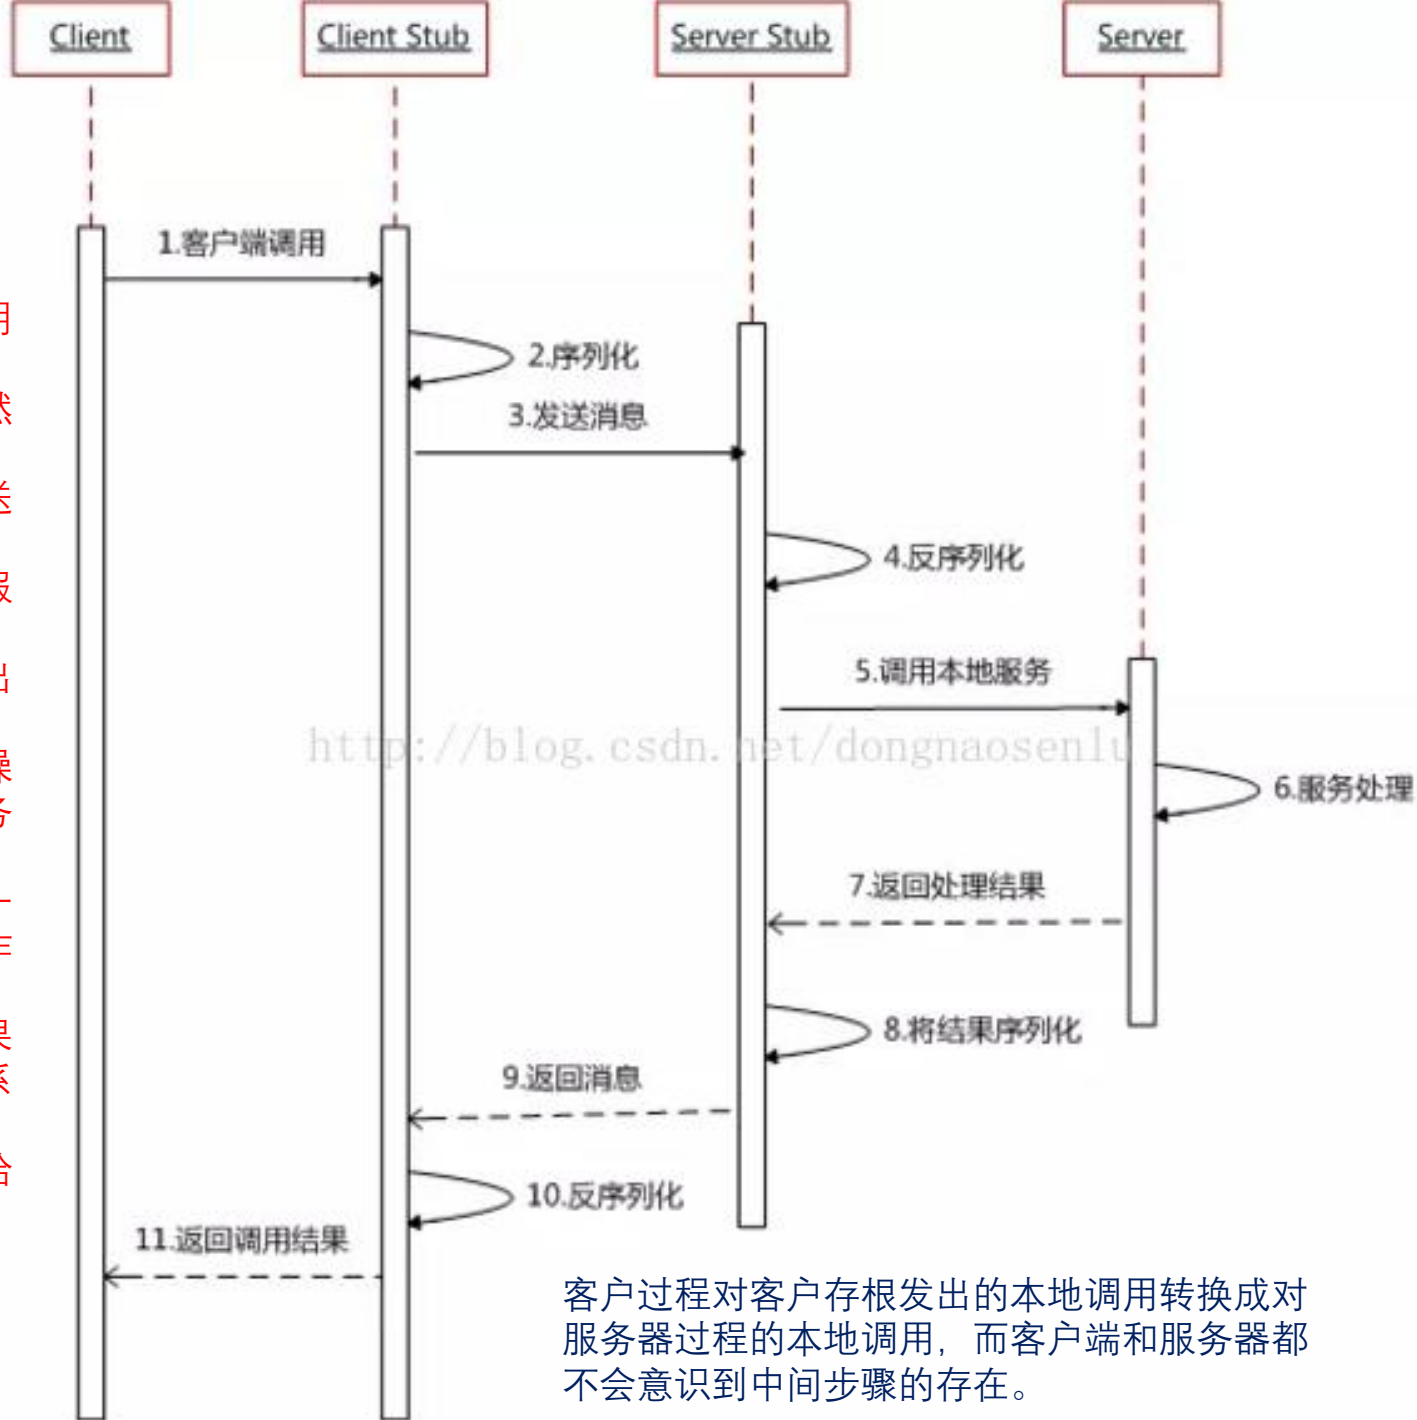 Client
Client Stub
Server Stub
Server
1.客户端调用
2.序列化
3.发送消息
4.反序列化
5.调用本地服务
http://blog.csdn.net/dongnaosenlu
6.服务处理
7.返回处理结果
8.将结果序列化
9.返回消息
10.反序列化
11.返回调用结果
客户过程对客户存根发出的本地调用转换成对
服务器过程的本地调用，而客户端和服务器都
不会意识到中间步骤的存在。